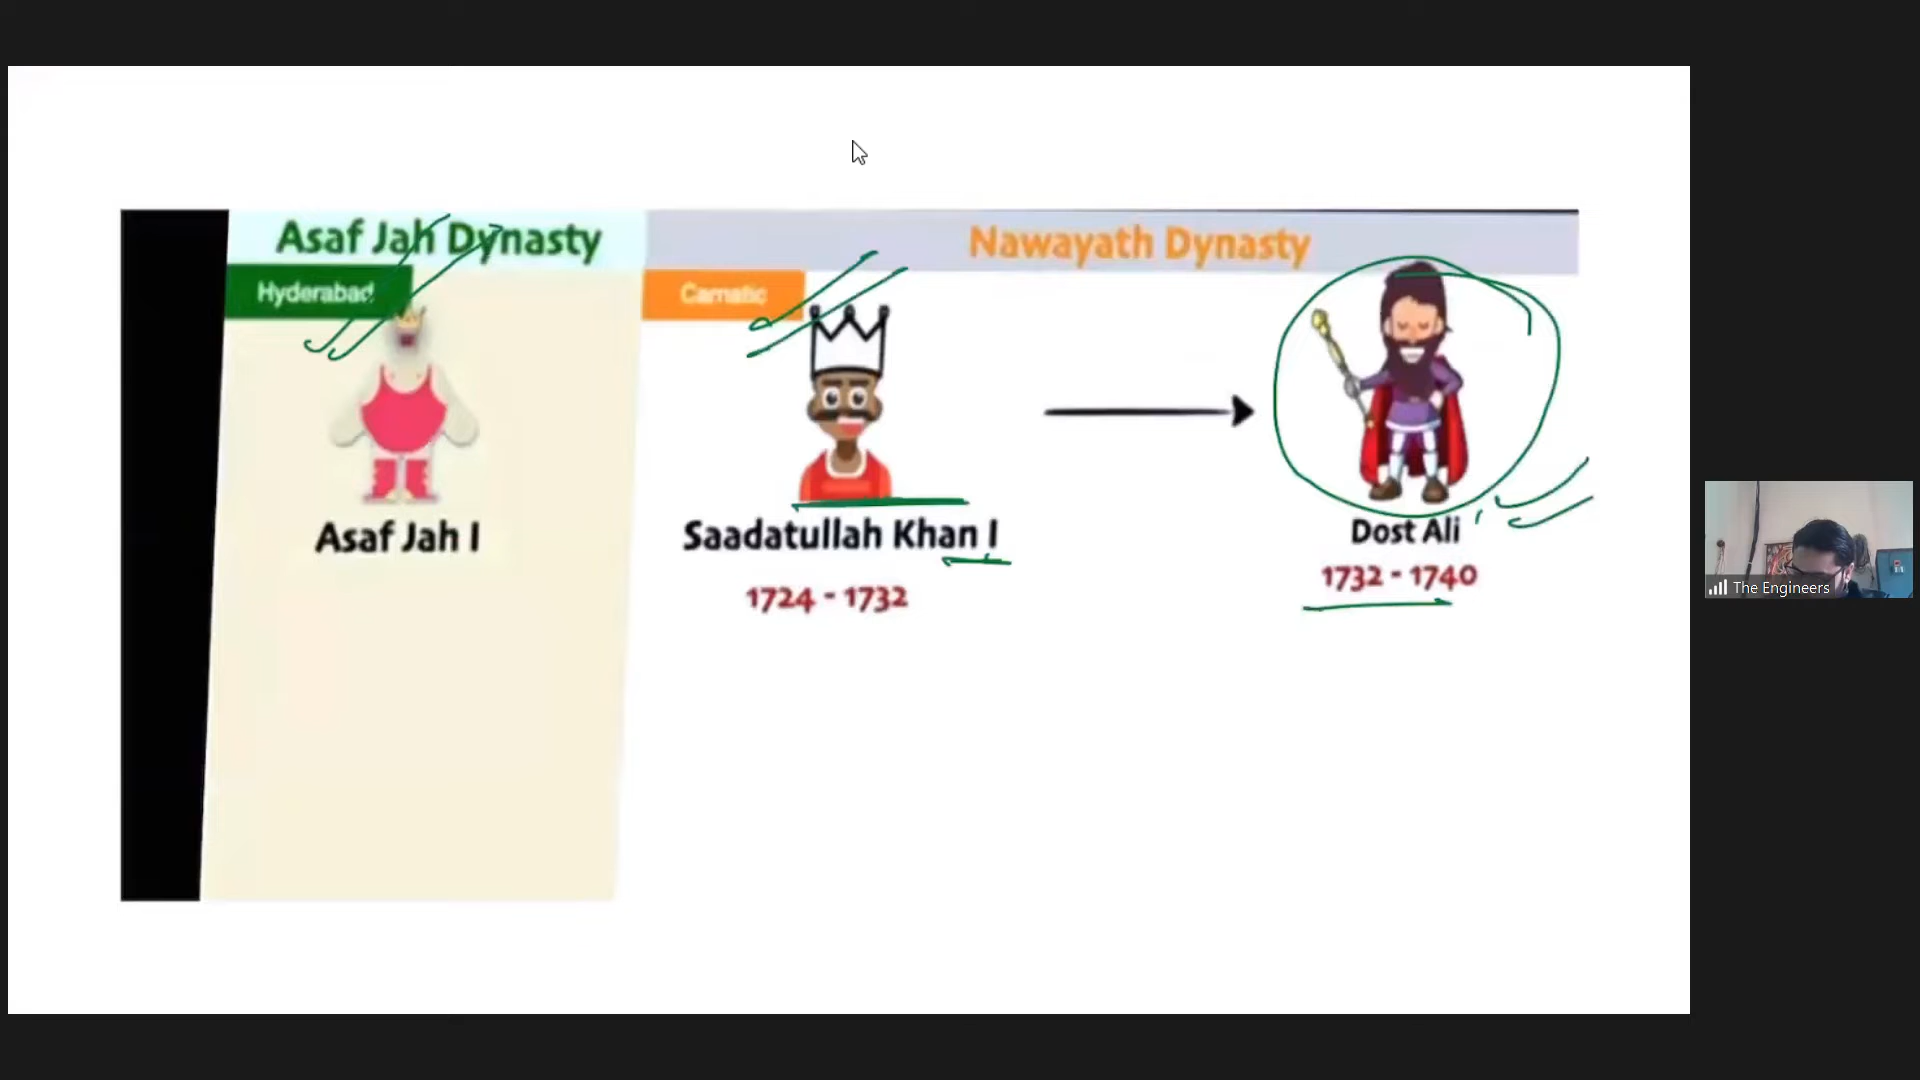 Asaf Jah Dynasty
Nawayath Dynasty
Hyderabad
Carnatic
Asaf Jah I
Saadatullah Khan I
1724 - 1732
Dost Ali
1732 - 1740
The Engineers